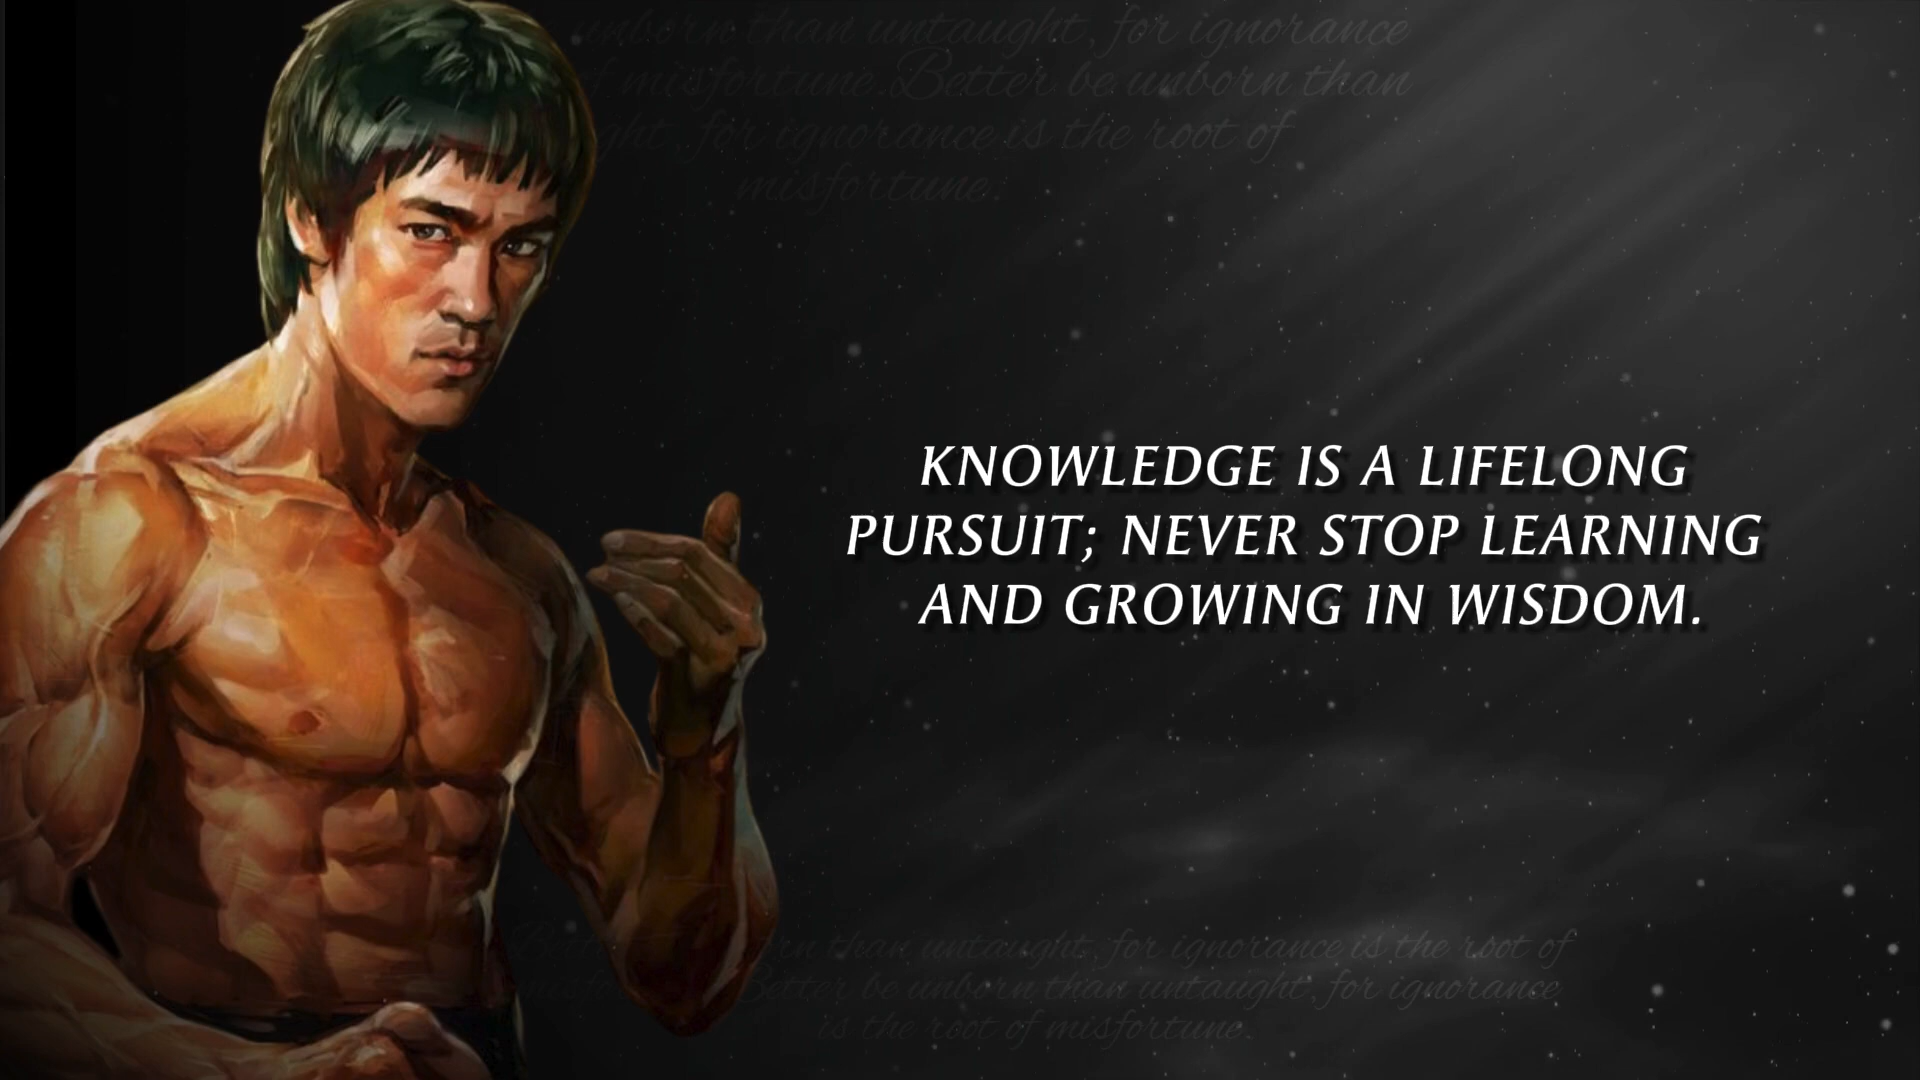 unborn than untaught, for ignorance
misfortune. Better be unborn than
for ignorance is the root of
misfortune.
KNOWLEDGE IS A LIFELONG
PURSUIT; NEVER STOP LEARNING
AND GROWING IN WISDOM.
than untaught, for ignorance is the root of
Better be unborn than untaught, for ignorance
is the root of misfortune.